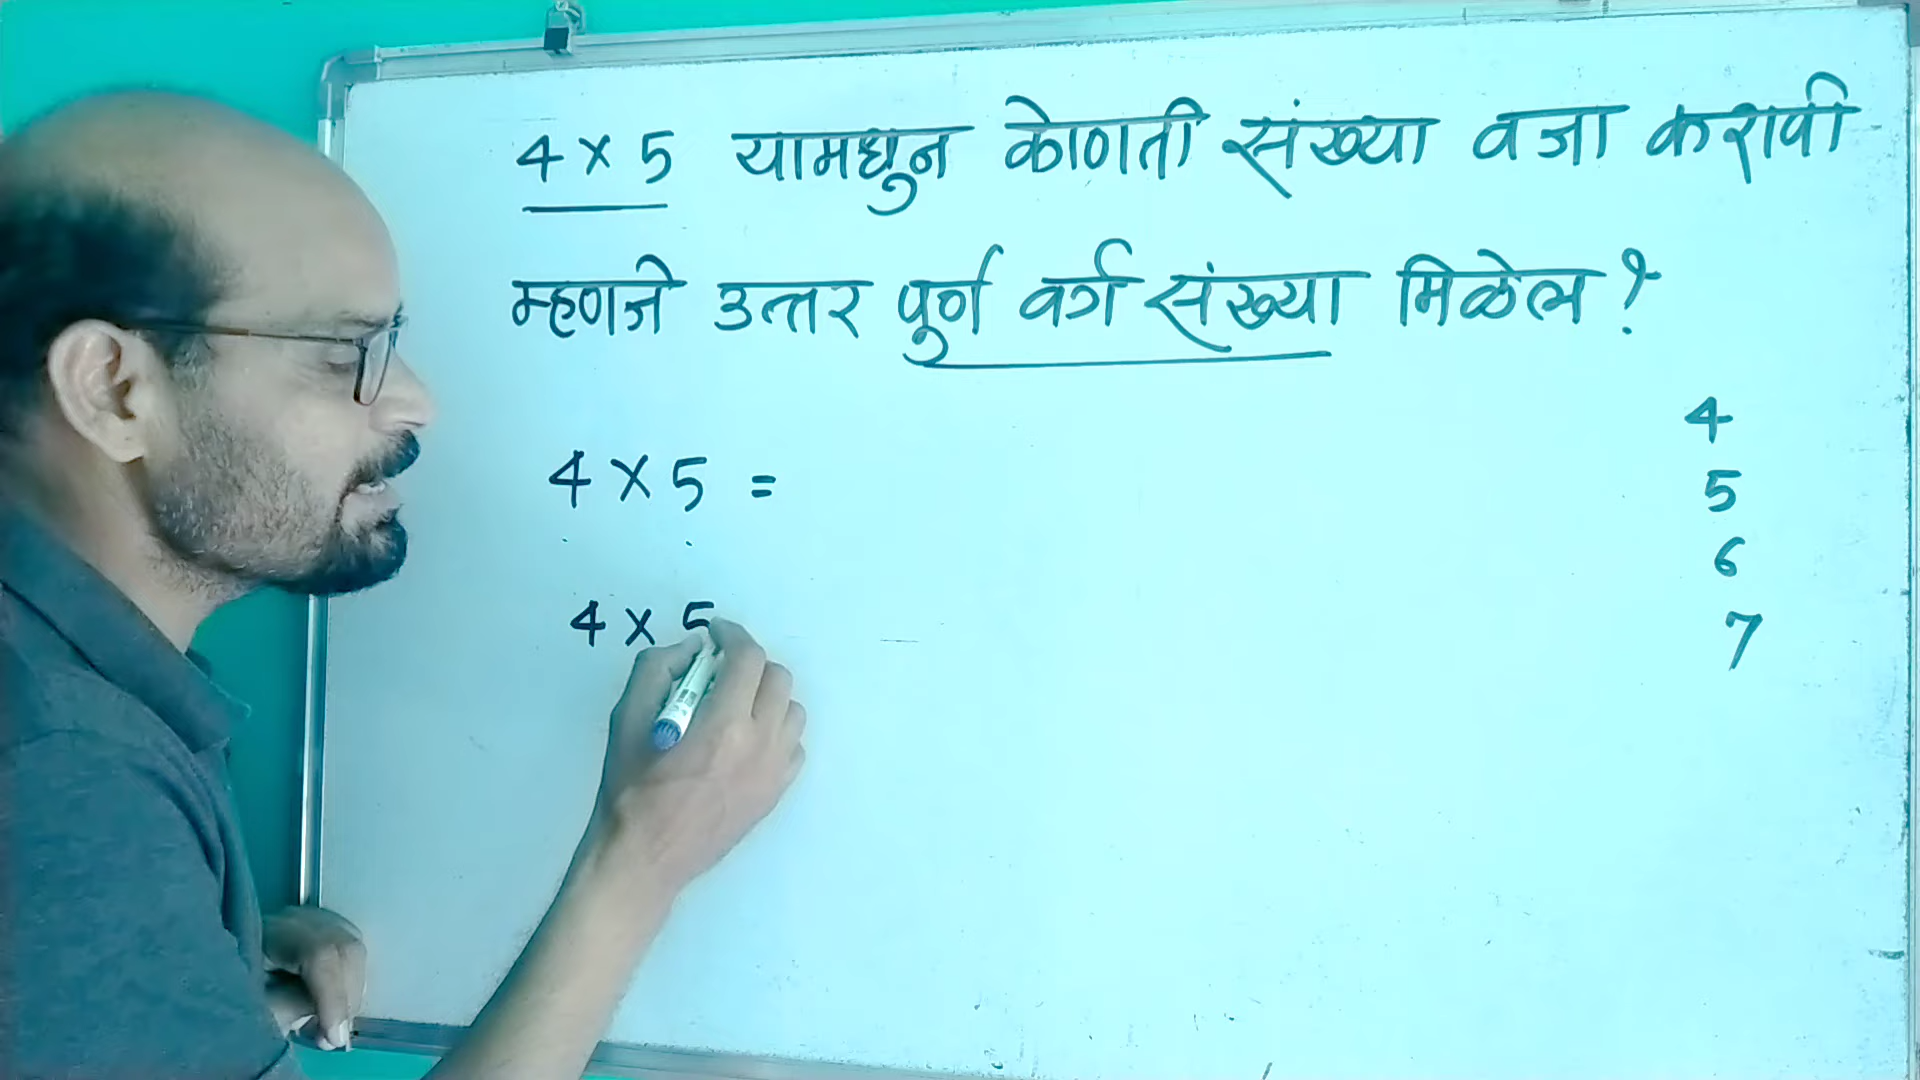 4 × 5 यामधुन कोणती संख्या वजा करावी
म्हणजे उत्तर पुर्ण वर्ग संख्या मिळेल ?
4 × 5 =
4 × 5
4
5
6
7